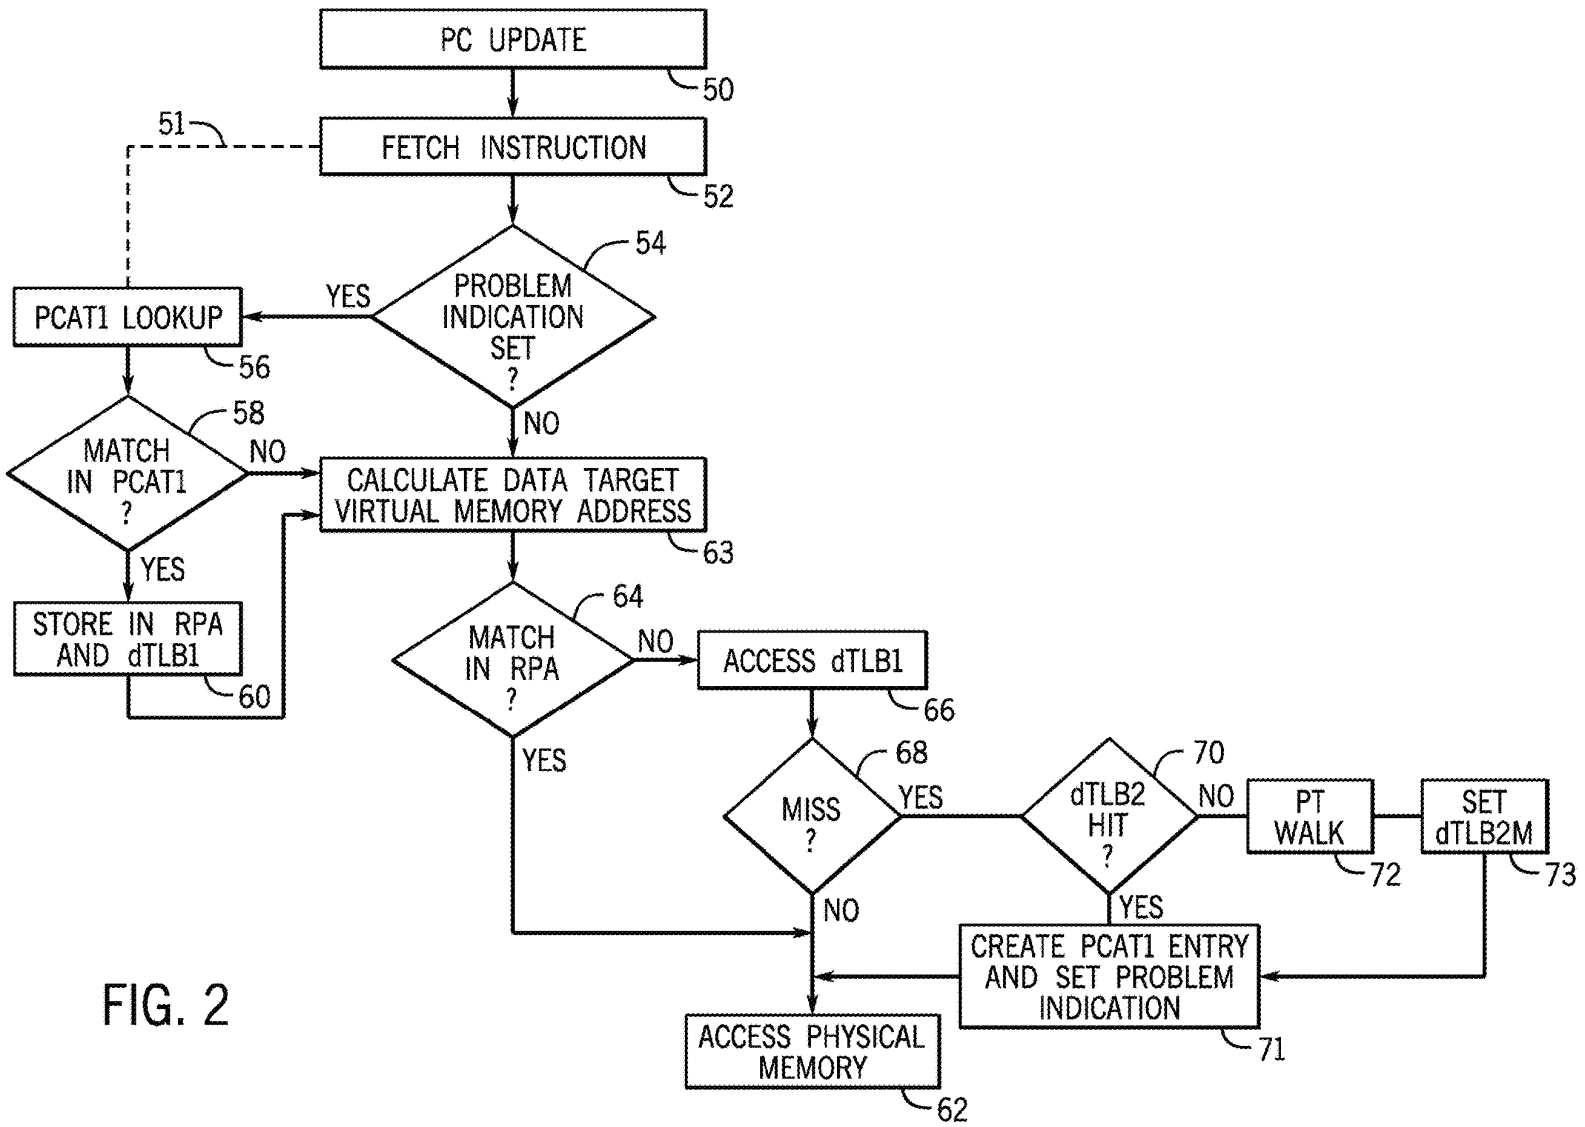 PC UPDATE
50
51
FETCH INSTRUCTION
52
54
PROBLEM
INDICATION
SET
?
YES
NO
PCAT1 LOOKUP
56
58
MATCH
IN PCAT1
?
NO
YES
CALCULATE DATA TARGET
VIRTUAL MEMORY ADDRESS
63
STORE IN RPA
AND dTLB1
60
64
MATCH
IN RPA
?
NO
YES
ACCESS dTLB1
66
68
MISS
?
YES
NO
70
dTLB2
HIT
?
NO
YES
PT
WALK
72
SET
dTLB2M
73
CREATE PCAT1 ENTRY
AND SET PROBLEM
INDICATION
71
ACCESS PHYSICAL
MEMORY
62
FIG. 2